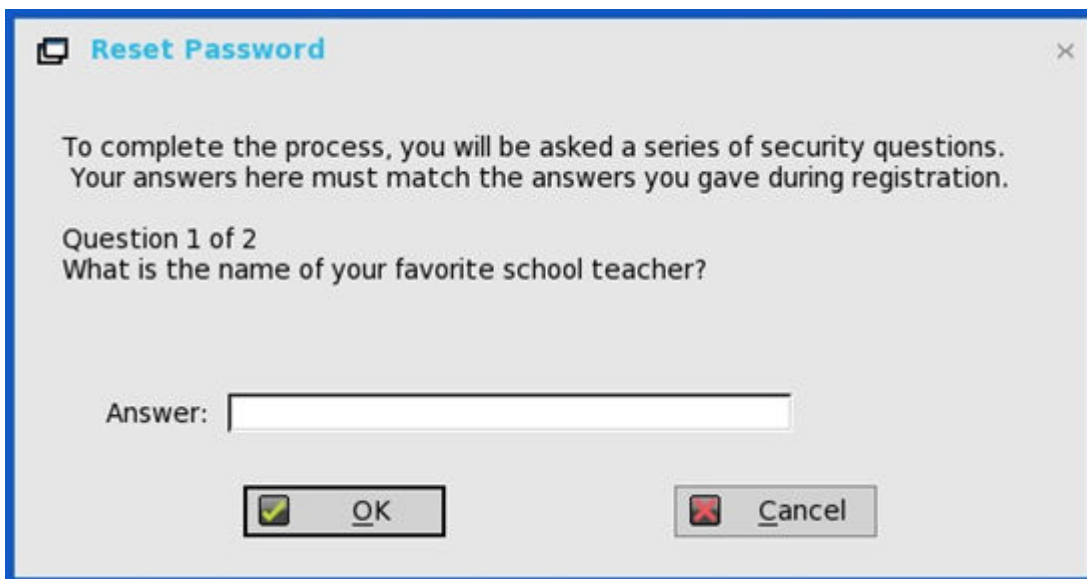 Reset Password
To complete the process, you will be asked a series of security questions.
Your answers here must match the answers you gave during registration.
Question 1 of 2
What is the name of your favorite school teacher?
Answer:
OK
Cancel